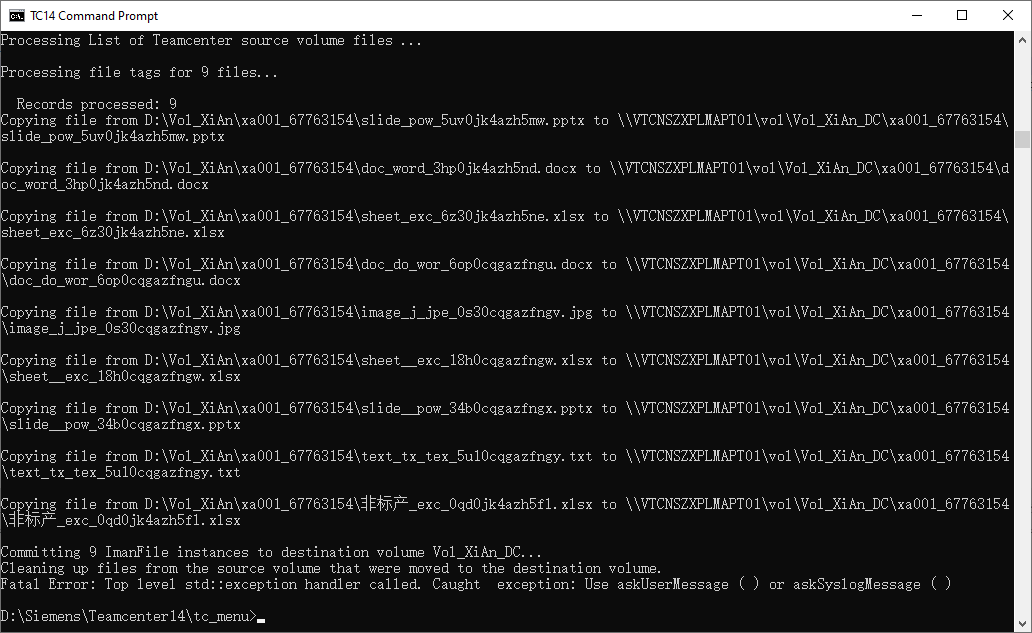 TC14 Command Prompt
Processing List of Teamcenter source volume files ...
Processing file tags for 9 files...
Records processed: 9
Copying file from D:\Vol_XiAn\xa001_67763154\slide_pow_5uv0jk4azh5mw.pptx to \\VTCNSZXPLMAPT01\vol\Vol_XiAn_DC\xa001_67763154\
slide_pow_5uv0jk4azh5mw.pptx
Copying file from D:\Vol_XiAn\xa001_67763154\doc_word_3hp0jk4azh5nd.docx to \\VTCNSZXPLMAPT01\vol\Vol_XiAn_DC\xa001_67763154\d
oc_word_3hp0jk4azh5nd.docx
Copying file from D:\Vol_XiAn\xa001_67763154\sheet_exc_6z30jk4azh5ne.xlsx to \\VTCNSZXPLMAPT01\vol\Vol_XiAn_DC\xa001_67763154\
sheet_exc_6z30jk4azh5ne.xlsx
Copying file from D:\Vol_XiAn\xa001_67763154\doc_do_wor_6op0cqgazfngu.docx to \\VTCNSZXPLMAPT01\vol\Vol_XiAn_DC\xa001_67763154
\doc_do_wor_6op0cqgazfngu.docx
Copying file from D:\Vol_XiAn\xa001_67763154\image_j_jpe_0s30cqgazfngv.jpg to \\VTCNSZXPLMAPT01\vol\Vol_XiAn_DC\xa001_67763154
\image_j_jpe_0s30cqgazfngv.jpg
Copying file from D:\Vol_XiAn\xa001_67763154\sheet__exc_18h0cqgazfngw.xlsx to \\VTCNSZXPLMAPT01\vol\Vol_XiAn_DC\xa001_67763154
\sheet__exc_18h0cqgazfngw.xlsx
Copying file from D:\Vol_XiAn\xa001_67763154\slide__pow_34b0cqgazfngx.pptx to \\VTCNSZXPLMAPT01\vol\Vol_XiAn_DC\xa001_67763154
\slide__pow_34b0cqgazfngx.pptx
Copying file from D:\Vol_XiAn\xa001_67763154\text_tx_tex_5ul0cqgazfngy.txt to \\VTCNSZXPLMAPT01\vol\Vol_XiAn_DC\xa001_67763154
\text_tx_tex_5ul0cqgazfngy.txt
Copying file from D:\Vol_XiAn\xa001_67763154\非标产_exc_0qd0jk4azh5fl.xlsx to \\VTCNSZXPLMAPT01\vol\Vol_XiAn_DC\xa001_67763154
\非标产_exc_0qd0jk4azh5fl.xlsx
Committing 9 ImanFile instances to destination volume Vol_XiAn_DC...
Cleaning up files from the source volume that were moved to the destination volume.
Fatal Error: Top level std::exception handler called. Caught  exception: Use askUserMessage ( ) or askSyslogMessage ( )
D:\Siemens\Teamcenter14\tc_menu>